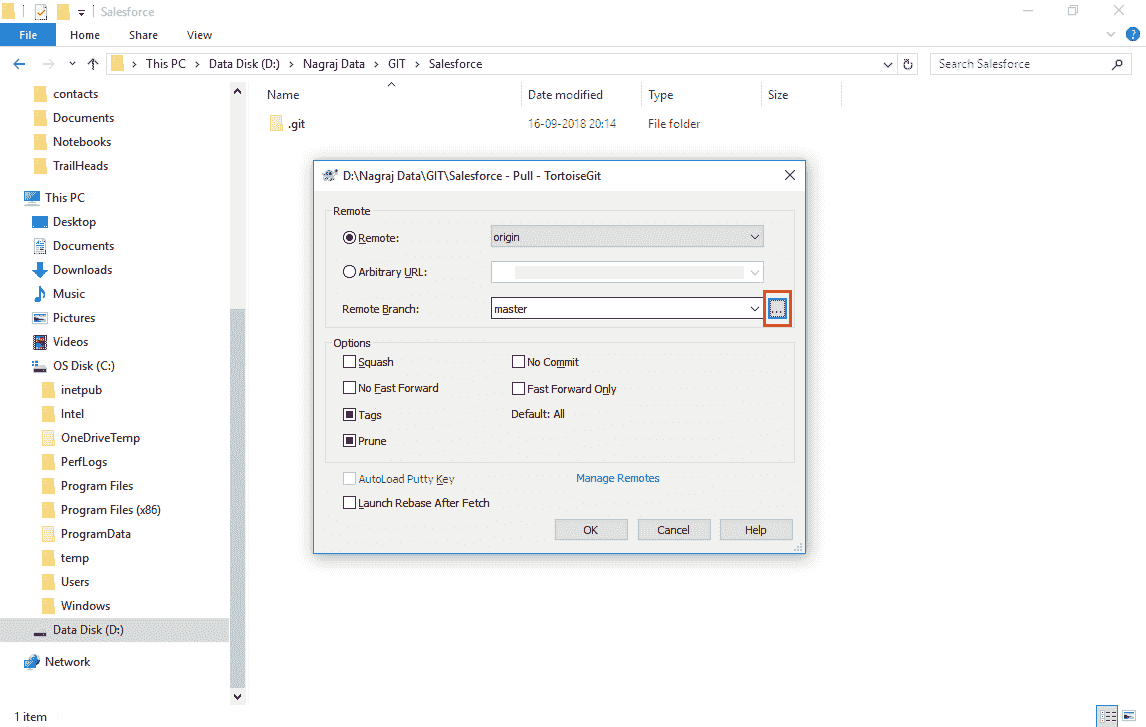 Salesforce
File Home Share View
This PC > Data Disk (D:) > Nagraj Data > GIT > Salesforce
Search Salesforce
contacts
Documents
Notebooks
TrailHeads
This PC
Desktop
Documents
Downloads
Music
Pictures
Videos
OS Disk (C:)
inetpub
Intel
OneDriveTemp
PerfLogs
Program Files
Program Files (x86)
ProgramData
temp
Users
Windows
Data Disk (D:)
Network
Name Date modified Type Size
.git 16-09-2018 20:14 File folder
D:\Nagraj Data\GIT\Salesforce - Pull - TortoiseGit
Remote
Remote: origin
Arbitrary URL:
Remote Branch: master ...
Options
Squash No Commit
No Fast Forward Fast Forward Only
Tags Default: All
Prune
AutoLoad Putty Key Manage Remotes
Launch Rebase After Fetch
OK Cancel Help
1 item